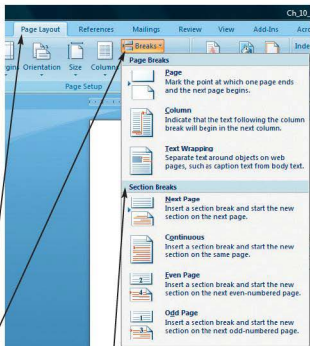 Ch_10_
Page Layout References Mailings Review View Add-Ins Acro
Breaks
Inde
gin Orientation Size Column
Page Setup
Page Breaks
Page
Mark the point at which one page ends
and the next page begins.
Column
Indicate that the text following the column
break will begin in the next column.
Text Wrapping
Separate text around objects on web
pages, such as caption text from body text.
Section Breaks
Next Page
Insert a section break and start the new
section on the next page.
Continuous
Insert a section break and start the new
section on the same page.
Even Page
Insert a section break and start the new
section on the next even-numbered page.
Odd Page
Insert a section break and start the new
section on the next odd-numbered page.